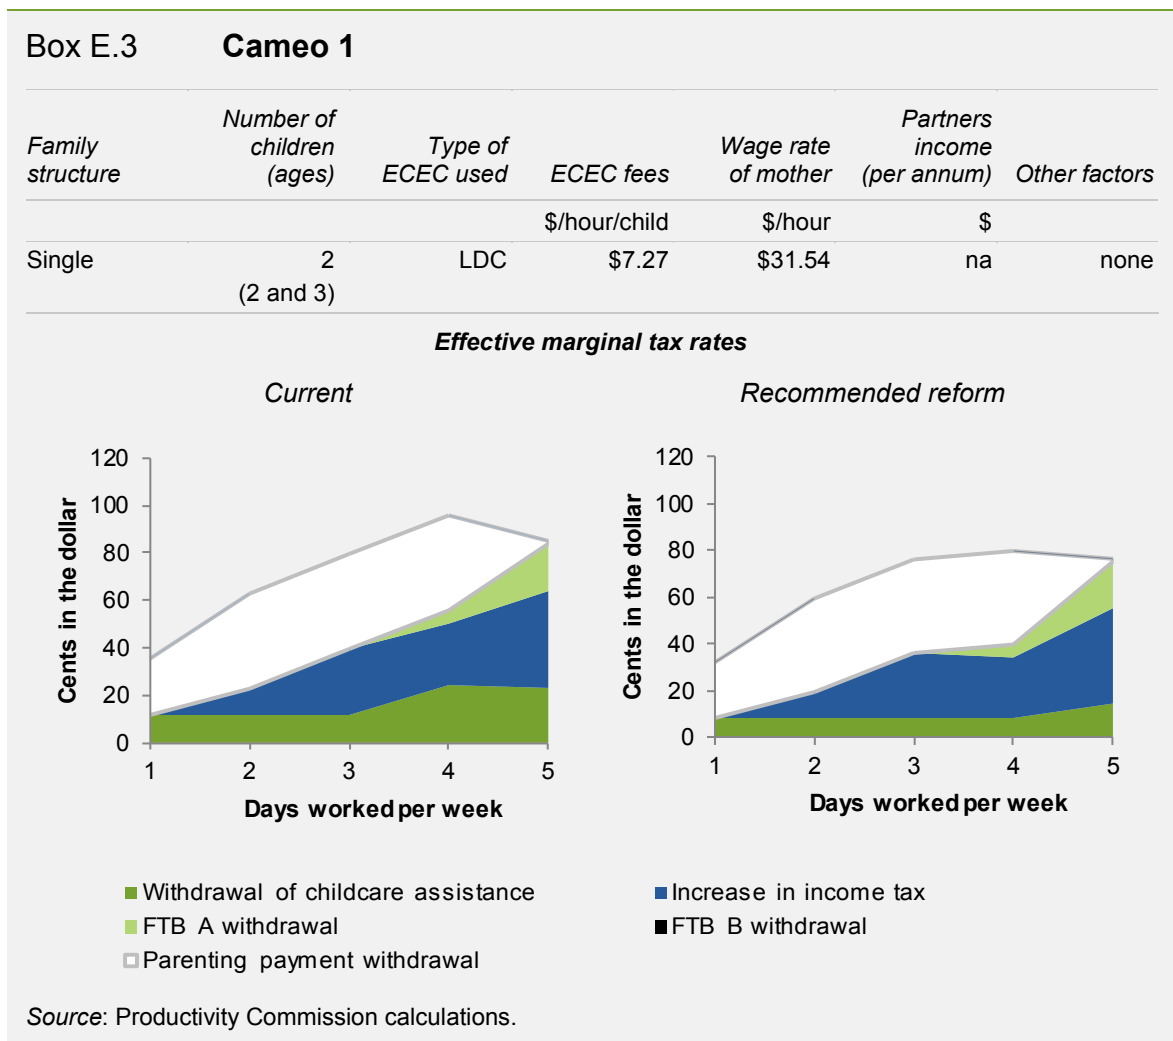 Box E.3 Cameo 1
Family structure
Number of children (ages)
Type of ECEC used
ECEC fees
Wage rate of mother
Partners income (per annum)
Other factors
$/hour/child $/hour $
Single 2 LDC $7.27 $31.54 na none
(2 and 3)
Effective marginal tax rates
Current
Recommended reform
Cents in the dollar
120
100
80
60
40
20
0
1 2 3 4 5
Days worked per week
Cents in the dollar
120
100
80
60
40
20
0
1 2 3 4 5
Days worked per week
Withdrawal of childcare assistance
Increase in income tax
FTB A withdrawal
FTB B withdrawal
Parenting payment withdrawal
Source: Productivity Commission calculations.